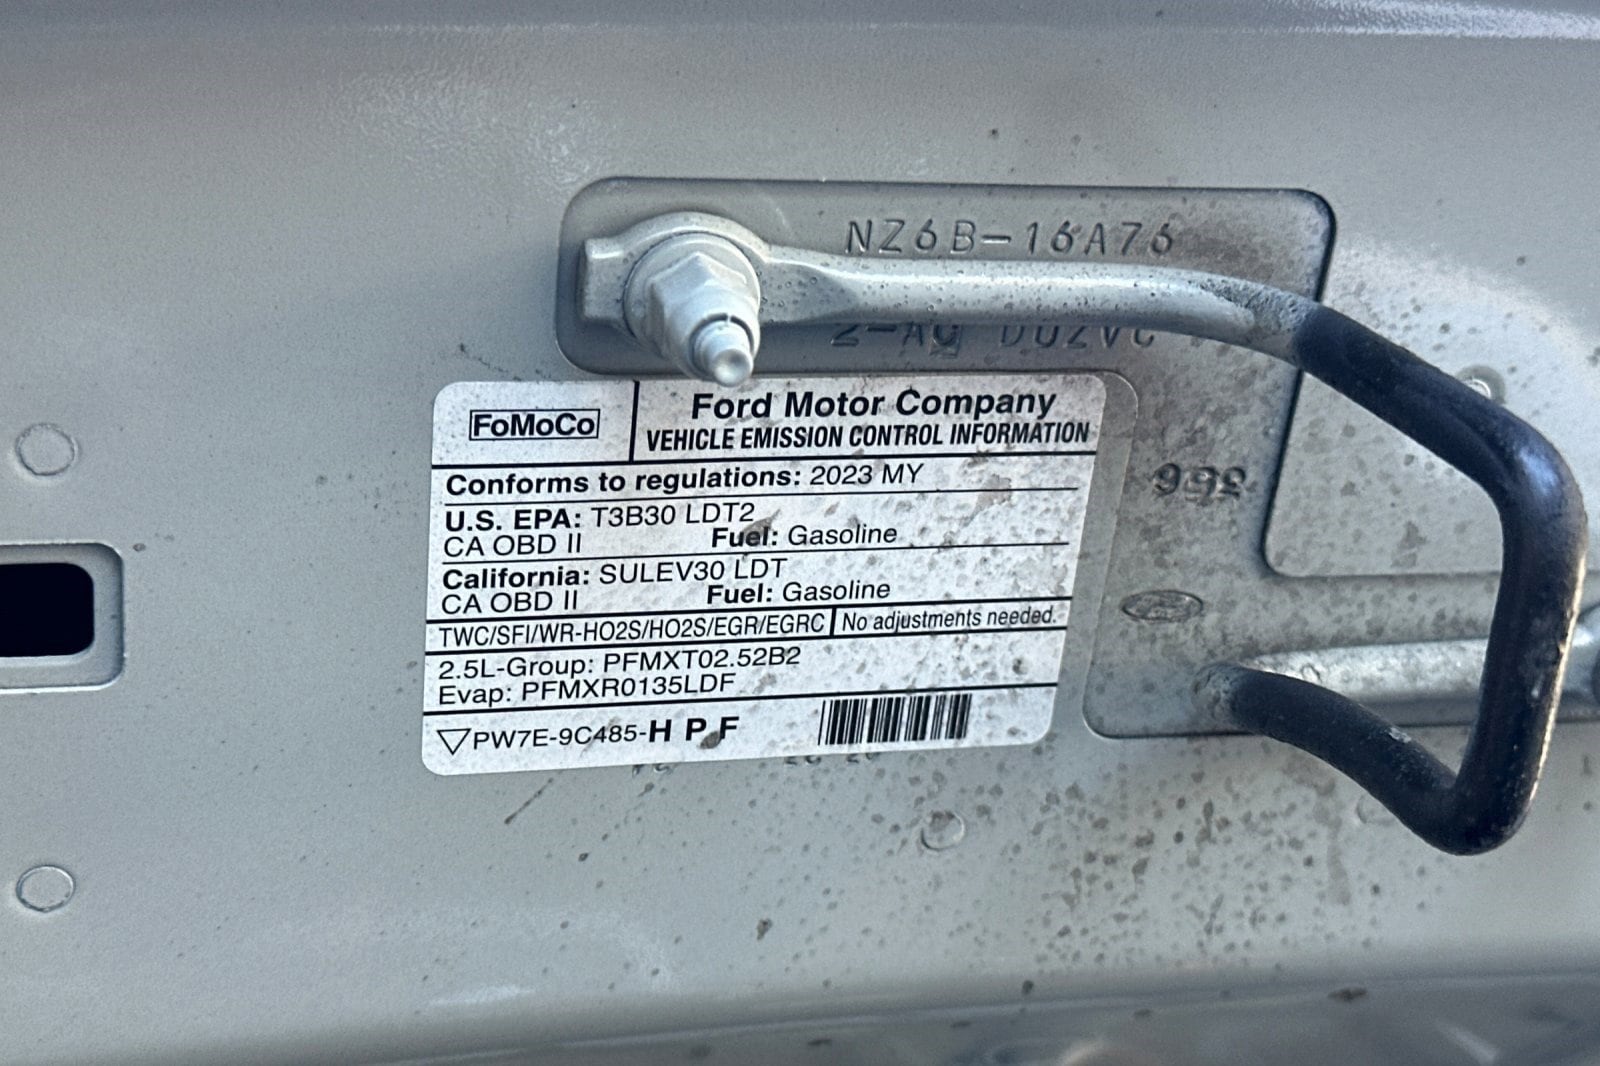 NZ6B-16A76
FoMoCo
Ford Motor Company
VEHICLE EMISSION CONTROL INFORMATION
Conforms to regulations: 2023 MY
U.S. EPA: T3B30 LDT2
CA OBD II Fuel: Gasoline
California: SULEV30 LDT
CA OBD II Fuel: Gasoline
TWC/SFI/WR-HO2S/HO2S/EGR/EGRC No adjustments needed.
2.5L-Group: PFMXT02.52B2
Evap: PFMXR0135LDF
PW7E-9C485-H P F